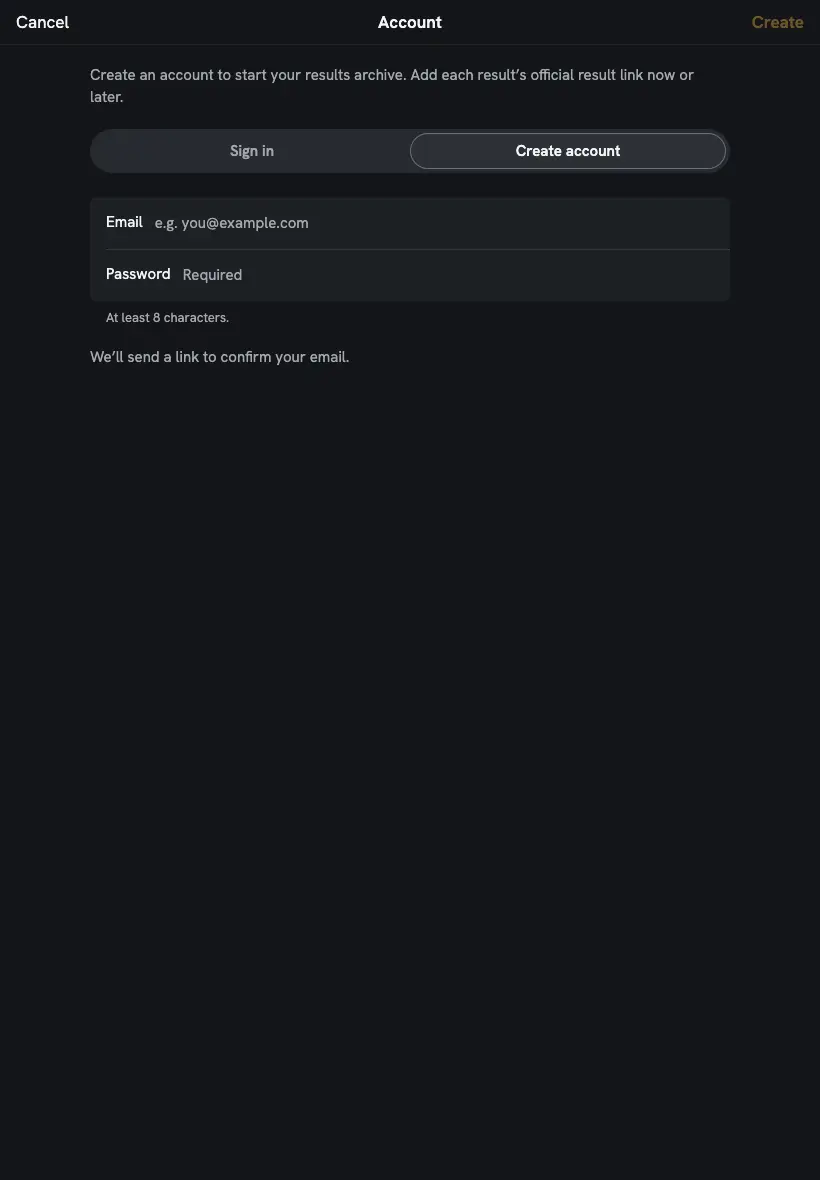 Cancel
Account
Create
Create an account to start your results archive. Add each result’s official result link now or
later.
Sign in
Create account
Email e.g. you@example.com
Password Required
At least 8 characters.
We’ll send a link to confirm your email.